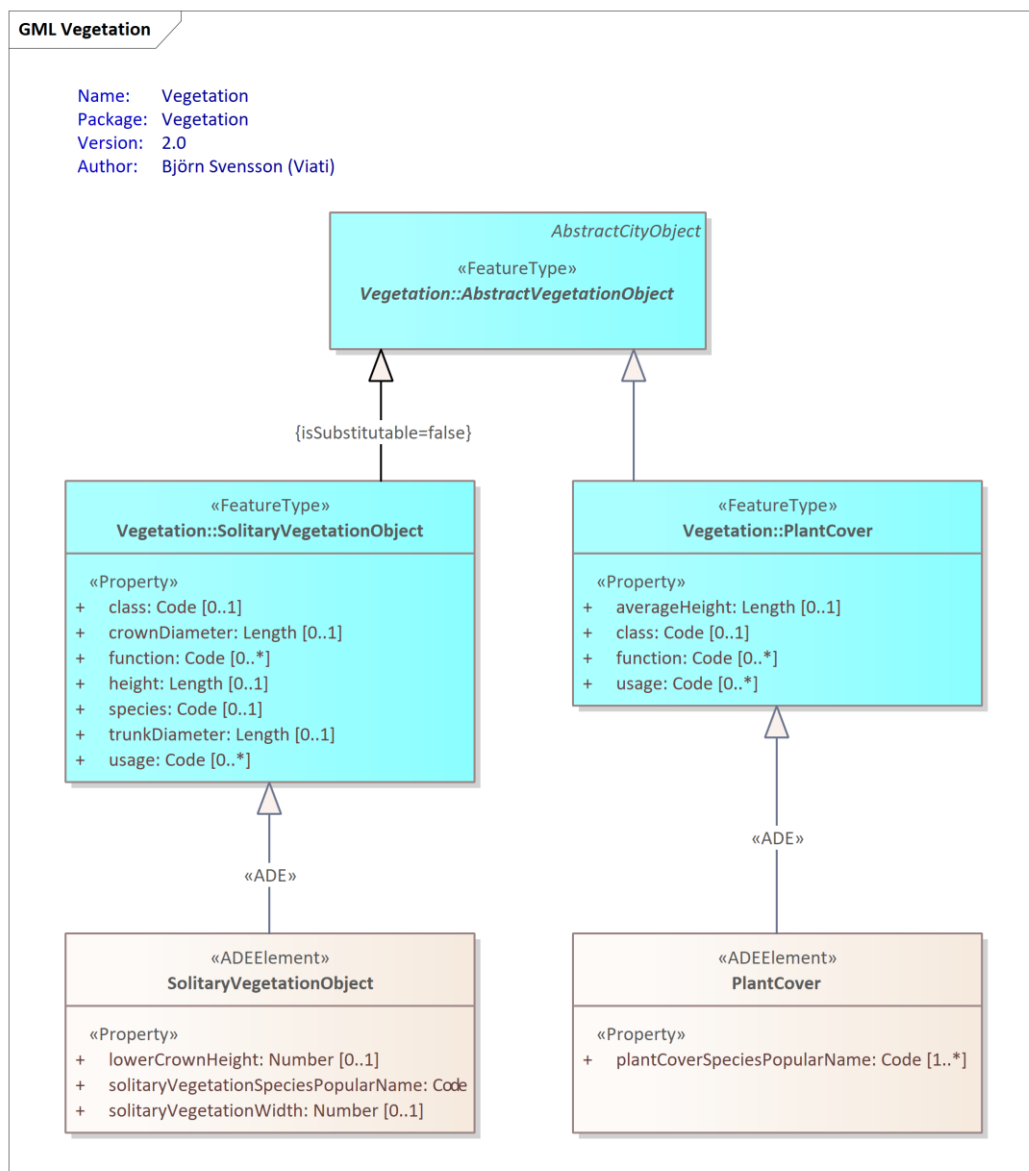 GML Vegetation
Name: Vegetation
Package: Vegetation
Version: 2.0
Author: Björn Svensson (Viati)
AbstractCityObject
«FeatureType»
Vegetation::AbstractVegetationObject
{isSubstitutable=false}
«FeatureType»
Vegetation::SolitaryVegetationObject
«Property»
+ class: Code [0..1]
+ crownDiameter: Length [0..1]
+ function: Code [0..*]
+ height: Length [0..1]
+ species: Code [0..1]
+ trunkDiameter: Length [0..1]
+ usage: Code [0..*]
«FeatureType»
Vegetation::PlantCover
«Property»
+ averageHeight: Length [0..1]
+ class: Code [0..1]
+ function: Code [0..*]
+ usage: Code [0..*]
«ADE»
«ADE»
«ADEElement»
SolitaryVegetationObject
«Property»
+ lowerCrownHeight: Number [0..1]
+ solitaryVegetationSpeciesPopularName: Code
+ solitaryVegetationWidth: Number [0..1]
«ADEElement»
PlantCover
«Property»
+ plantCoverSpeciesPopularName: Code [1..*]